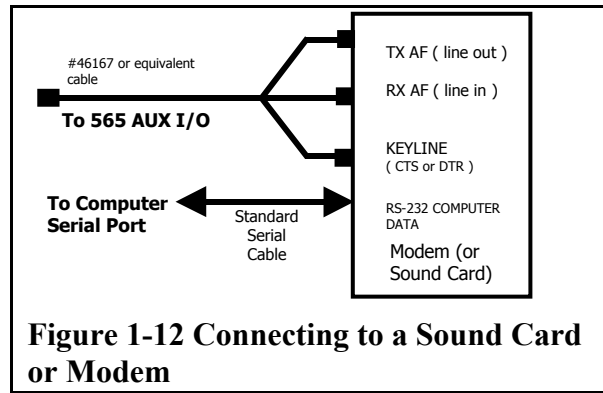 #46167 or equivalent
cable
To 565 AUX I/O
TX AF ( line out )
RX AF ( line in )
KEYLINE
( CTS or DTR )
To Computer
Serial Port
Standard
Serial
Cable
RS-232 COMPUTER
DATA
Modem (or
Sound Card)
Figure 1-12 Connecting to a Sound Card
or Modem